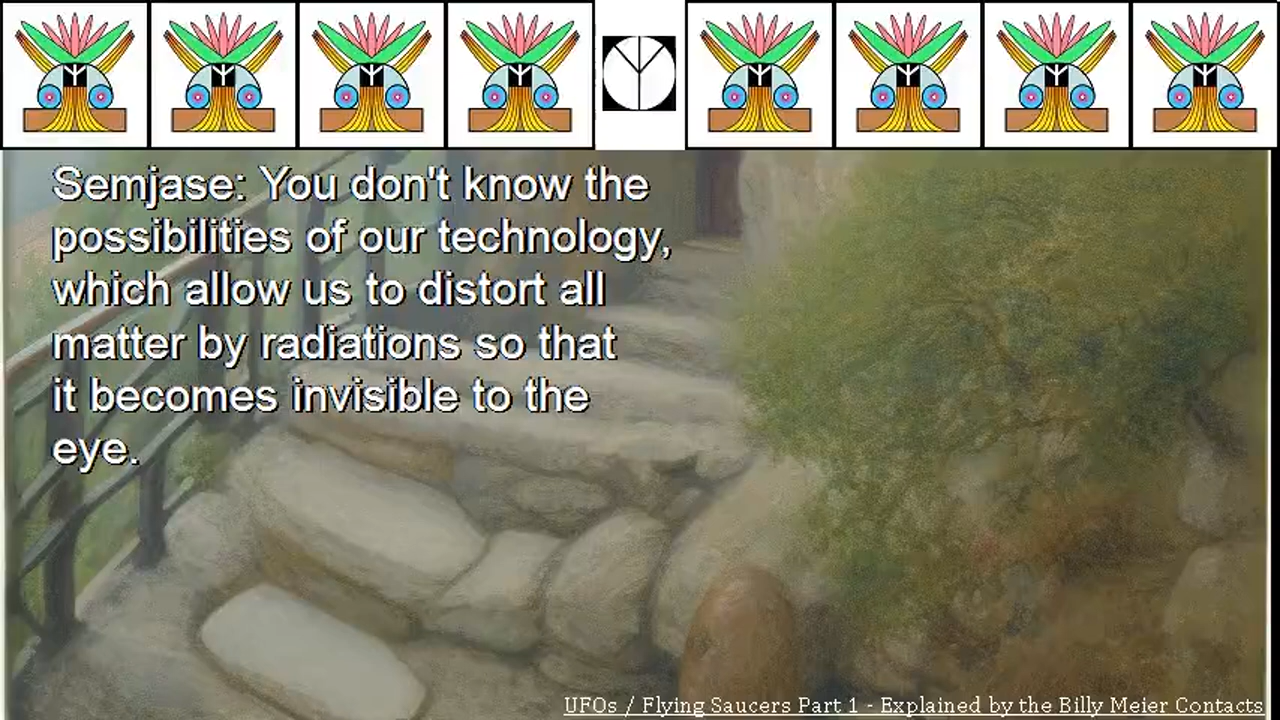 Semjase: You don't know the
possibilities of our technology,
which allow us to distort all
matter by radiations so that
it becomes invisible to the
eye.
UFOs / Flying Saucers Part 1 - Explained by the Billy Meier Contacts